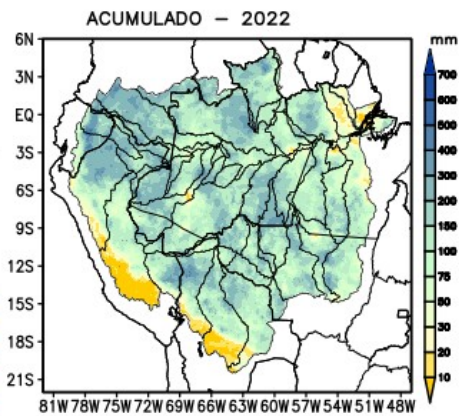 ACUMULADO – 2022
6N
3N
EQ
3S
6S
9S
12S
15S
18S
21S
81W 78W 75W 72W 69W 66W 63W 60W 57W 54W 51W 48W
mm
700
600
500
400
300
200
150
100
75
50
30
20
10